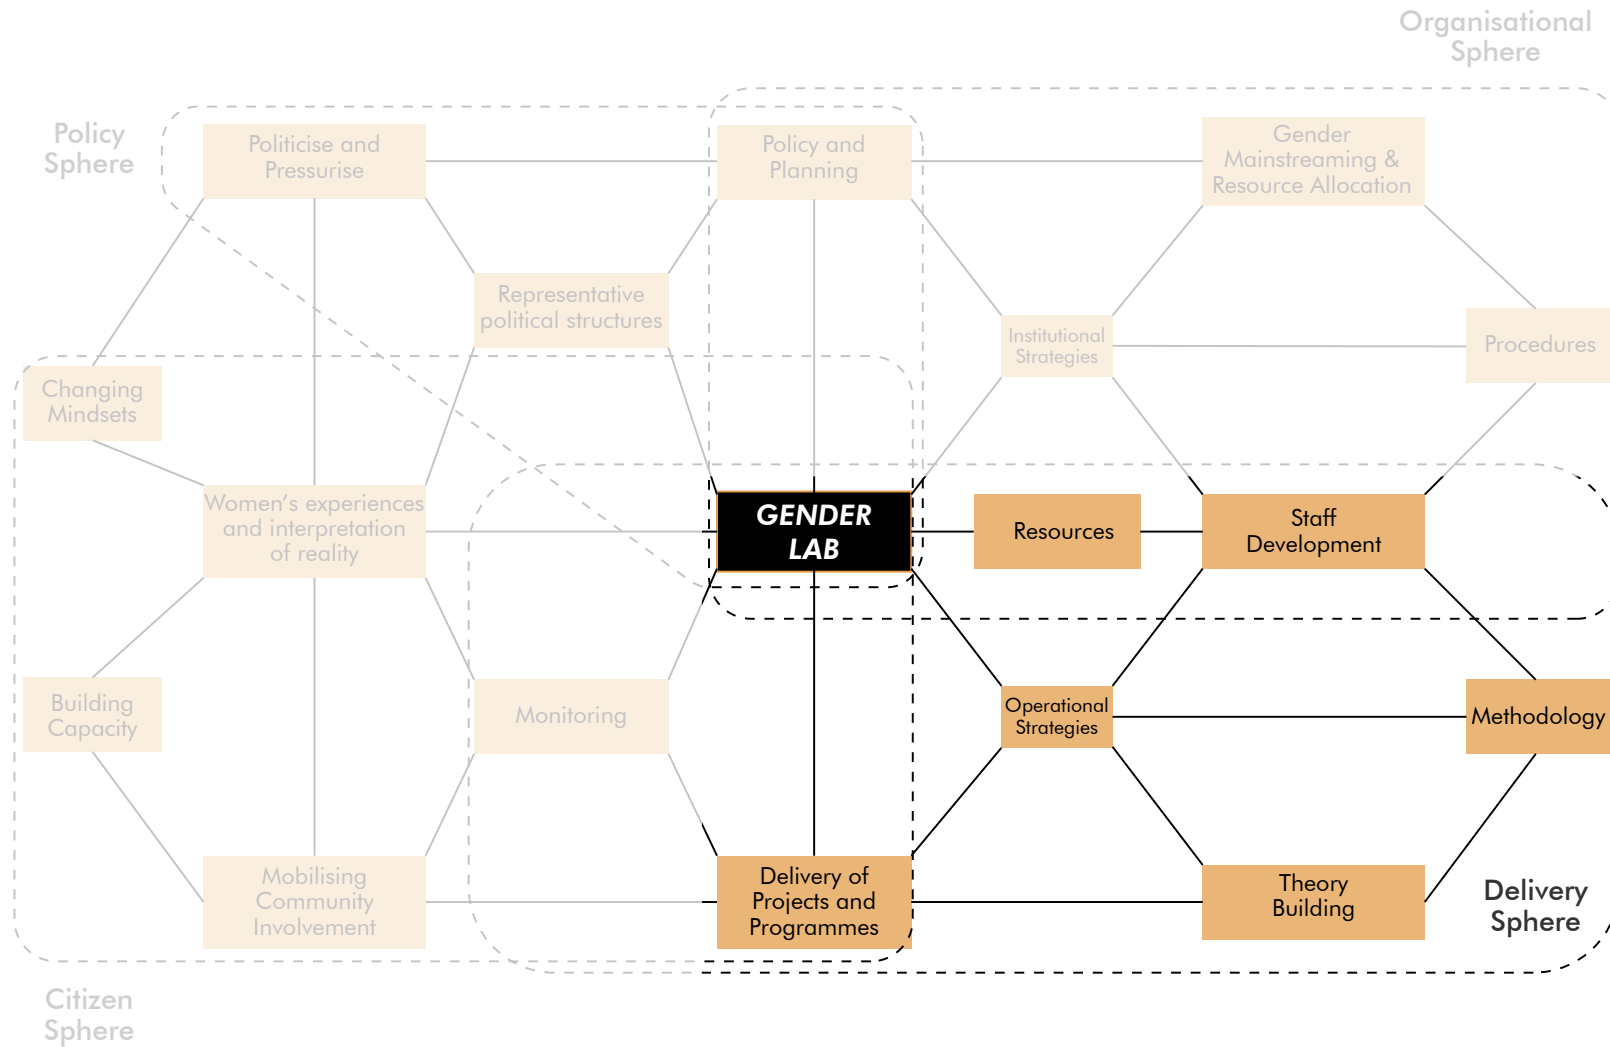 Organisational
Sphere
Policy
Sphere
Politicise and
Pressurise
Policy and
Planning
Gender
Mainstreaming &
Resource Allocation
Representative
political structures
Institutional
Strategies
Procedures
Changing
Mindsets
Women’s experiences
and interpretation
of reality
GENDER
LAB
Resources
Staff
Development
Building
Capacity
Monitoring
Operational
Strategies
Methodology
Mobilising
Community
Involvement
Delivery of
Projects and
Programmes
Theory
Building
Delivery
Sphere
Citizen
Sphere